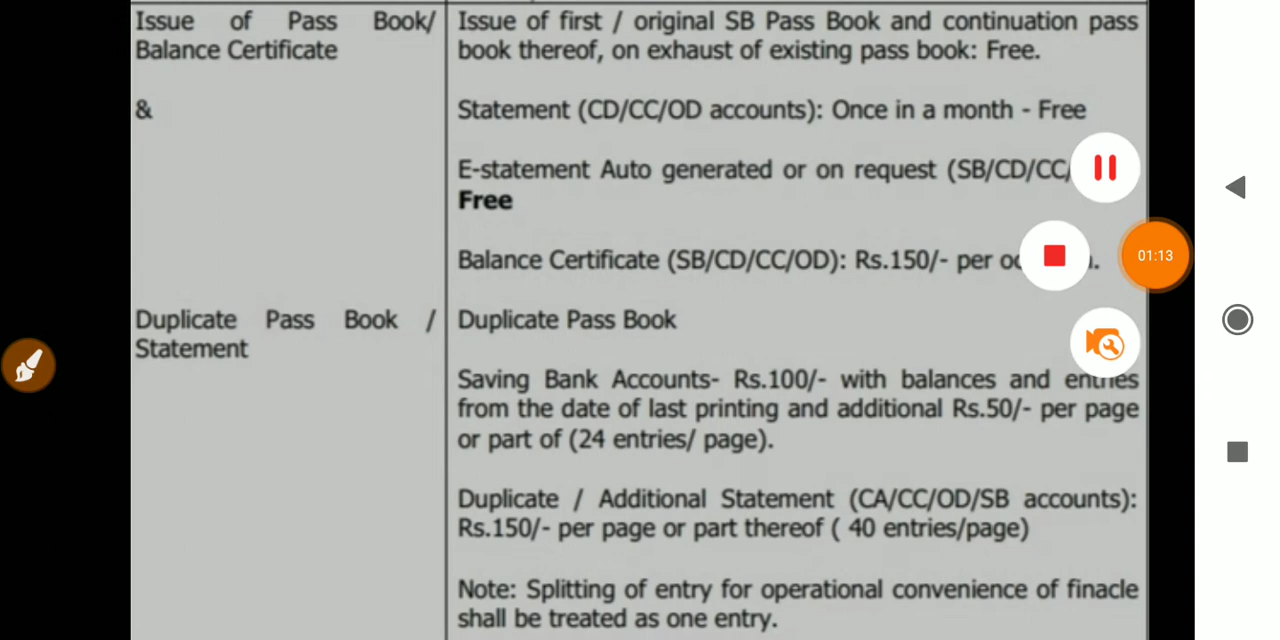 Issue of Pass Book/
Balance Certificate
&
Issue of first / original SB Pass Book and continuation pass
book thereof, on exhaust of existing pass book: Free.
Statement (CD/CC/OD accounts): Once in a month - Free
E-statement Auto generated or on request (SB/CD/CC/
Free
Balance Certificate (SB/CD/CC/OD): Rs.150/- per
Duplicate Pass Book /
Statement
Duplicate Pass Book
Saving Bank Accounts- Rs.100/- with balances and entries
from the date of last printing and additional Rs.50/- per page
or part of (24 entries/ page).
Duplicate / Additional Statement (CA/CC/OD/SB accounts):
Rs.150/- per page or part thereof ( 40 entries/page)
Note: Splitting of entry for operational convenience of finacle
shall be treated as one entry.
01:13